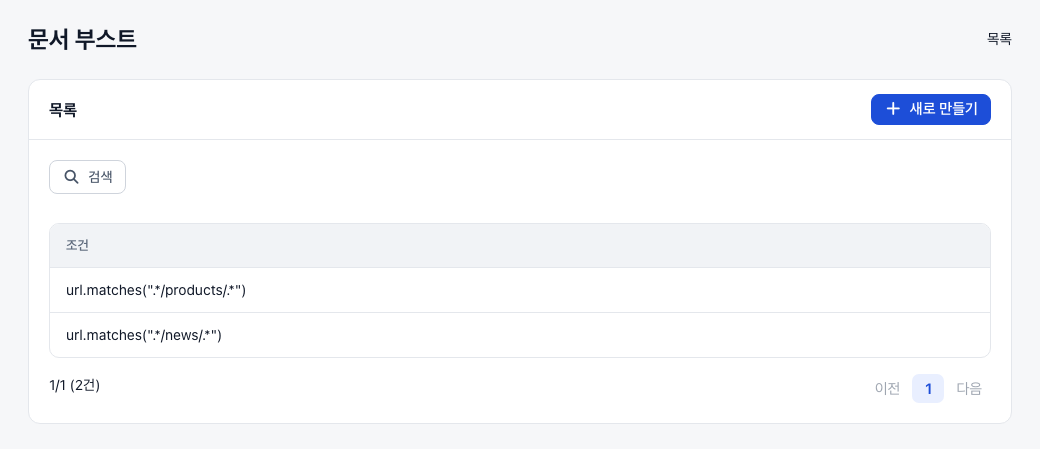 문서 부스트
목록
목록
새로 만들기
검색
조건
url.matches(".*/products/.*")
url.matches(".*/news/.*")
1/1 (2건)
이전 1 다음